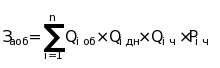 Заоб = n∑i=1 Qi об × Qi дн × Qi ч × Pi ч